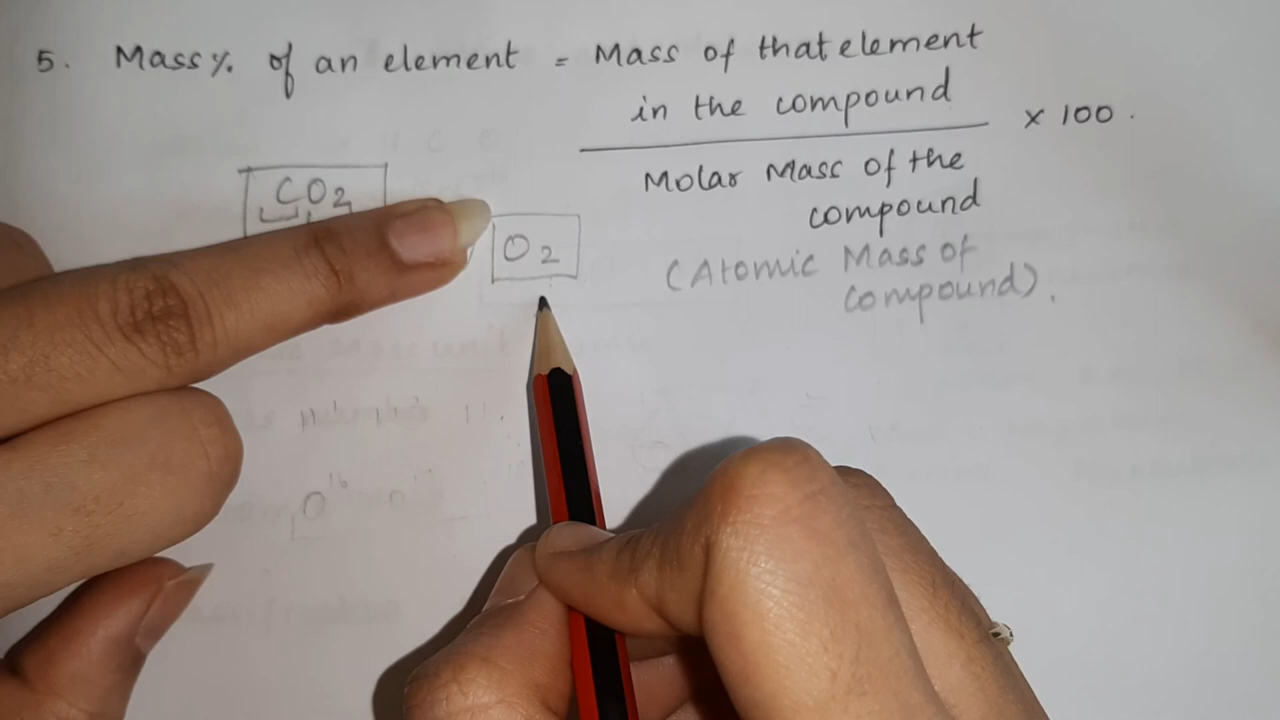 5. Mass% of an element = Mass of that element
in the compound
x 100.
Molar Mass of the
compound
(Atomic Mass of
compound).
CO2
O2
O16